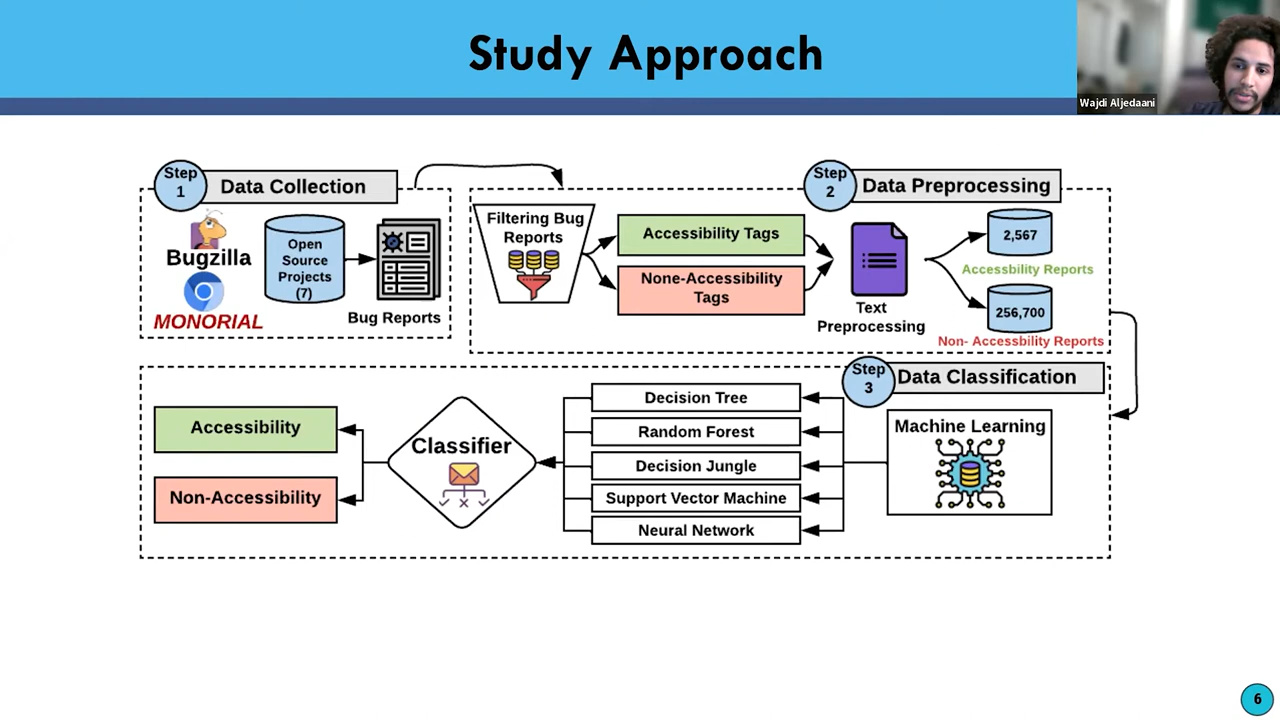 Study Approach
Wajdi Aljedaani
Step
1
Data Collection
Bugzilla
MONORIAL
Open
Source
Projects
(7)
Bug Reports
Step
2
Data Preprocessing
Filtering Bug
Reports
Accessibility Tags
None-Accessibility
Tags
Text
Preprocessing
2,567
Accessbility Reports
256,700
Non- Accessbility Reports
Step
3
Data Classification
Machine Learning
Decision Tree
Random Forest
Decision Jungle
Support Vector Machine
Neural Network
Classifier
Accessibility
Non-Accessibility
6